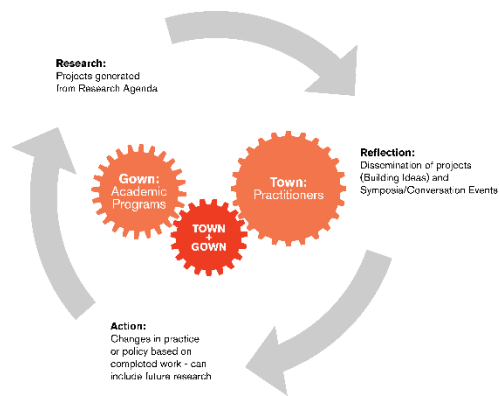 Research:
Projects generated
from Research Agenda
Reflection:
Dissemination of projects
(Building Ideas) and
Symposia/Conversation Events
Gown:
Academic
Programs
Town:
Practitioners
TOWN
+
GOWN
Action:
Changes in practice
or policy based on
completed work - can
include future research